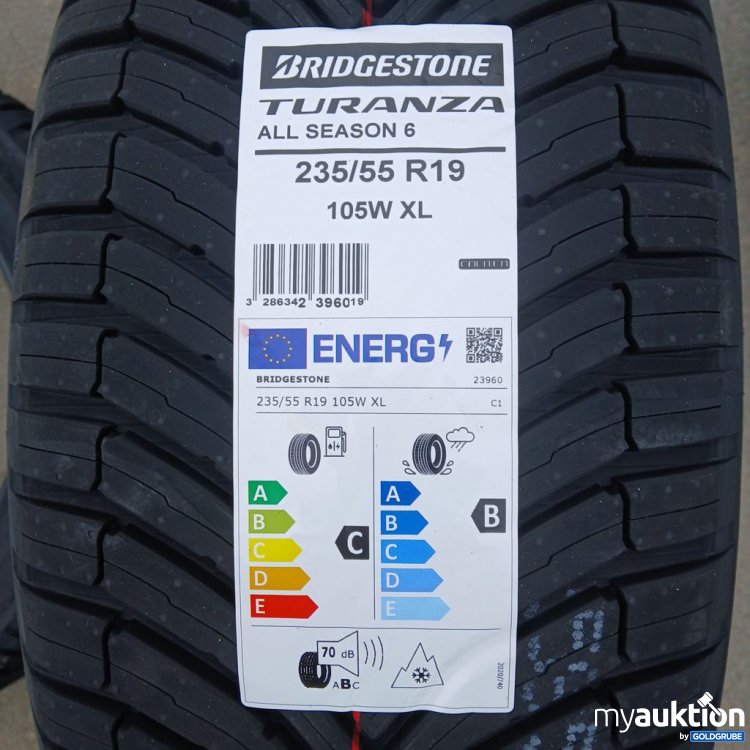 BRIDGESTONE
TURANZA
ALL SEASON 6
235/55 R19
105W XL
3 286342 396019
ENERG
BRIDGESTONE 23960
235/55 R19 105W XL C1
A A
B B B
C C C
D D
E E
70 dB
ABC
2020/740
myauktion
by GOLDGRUBE